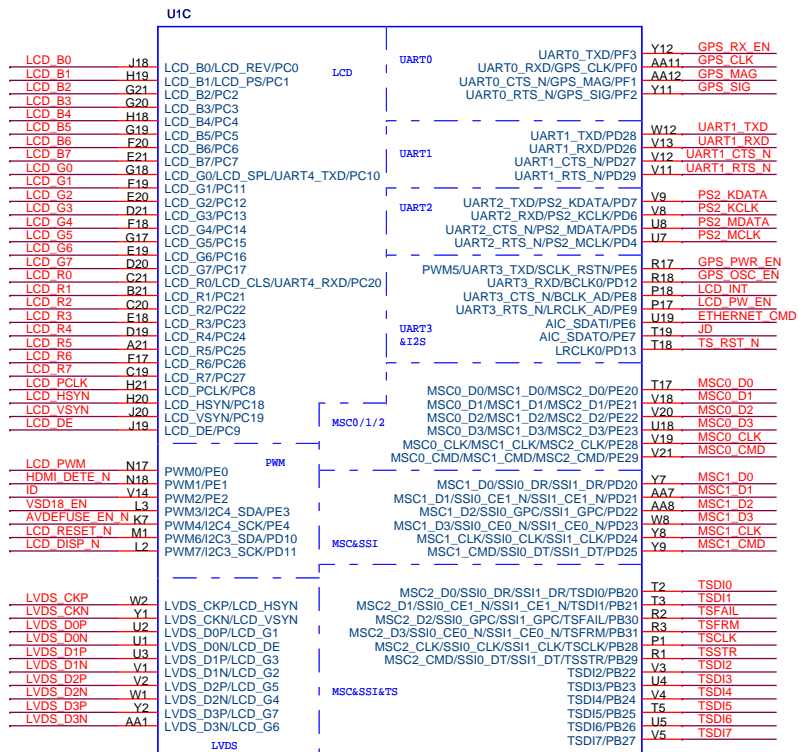 U1C
LCD
LCD_B0 J18 LCD_B0/LCD_REV/PC0
LCD_B1 H19 LCD_B1/LCD_PS/PC1
LCD_B2 G21 LCD_B2/PC2
LCD_B3 G20 LCD_B3/PC3
LCD_B4 H18 LCD_B4/PC4
LCD_B5 G19 LCD_B5/PC5
LCD_B6 F20 LCD_B6/PC6
LCD_B7 E21 LCD_B7/PC7
LCD_G0 G18 LCD_G0/LCD_SPL/UART4_TXD/PC10
LCD_G1 F19 LCD_G1/PC11
LCD_G2 E20 LCD_G2/PC12
LCD_G3 D21 LCD_G3/PC13
LCD_G4 F18 LCD_G4/PC14
LCD_G5 G17 LCD_G5/PC15
LCD_G6 E19 LCD_G6/PC16
LCD_G7 D20 LCD_G7/PC17
LCD_R0 C21 LCD_R0/LCD_CLS/UART4_RXD/PC20
LCD_R1 B21 LCD_R1/PC21
LCD_R2 C20 LCD_R2/PC22
LCD_R3 E18 LCD_R3/PC23
LCD_R4 D19 LCD_R4/PC24
LCD_R5 A21 LCD_R5/PC25
LCD_R6 F17 LCD_R6/PC26
LCD_R7 C19 LCD_R7/PC27
LCD_PCLK H21 LCD_PCLK/PC8
LCD_HSYN H20 LCD_HSYN/PC18
LCD_VSYN J20 LCD_VSYN/PC19
LCD_DE J19 LCD_DE/PC9
PWM
LCD_PWM N17 PWM0/PE0
HDMI_DETE_N N18 PWM1/PE1
ID V14 PWM2/PE2
VSD18_EN L3 PWM3/I2C4_SDA/PE3
AVDEFUSE_EN_N K7 PWM4/I2C4_SCK/PE4
LCD_RESET_N M1 PWM6/I2C3_SDA/PD10
LCD_DISP_N L2 PWM7/I2C3_SCK/PD11
LVDS_CKP W2 LVDS_CKP/LCD_HSYN
LVDS_CKN Y1 LVDS_CKN/LCD_VSYN
LVDS_D0P U2 LVDS_D0P/LCD_G1
LVDS_D0N U1 LVDS_D0N/LCD_DE
LVDS_D1P U3 LVDS_D1P/LCD_G3
LVDS_D1N V1 LVDS_D1N/LCD_G2
LVDS_D2P V2 LVDS_D2P/LCD_G5
LVDS_D2N W1 LVDS_D2N/LCD_G4
LVDS_D3P Y2 LVDS_D3P/LCD_G7
LVDS_D3N AA1 LVDS_D3N/LCD_G6
LVDS
UART0
UART0_TXD/PF3 Y12 GPS_RX_EN
UART0_RXD/GPS_CLK/PF0 AA11 GPS_CLK
UART0_CTS_N/GPS_MAG/PF1 AA12 GPS_MAG
UART0_RTS_N/GPS_SIG/PF2 Y11 GPS_SIG
UART1
UART1_TXD/PD28 W12 UART1_TXD
UART1_RXD/PD26 V13 UART1_RXD
UART1_CTS_N/PD27 V12 UART1_CTS_N
UART1_RTS_N/PD29 V11 UART1_RTS_N
UART2
UART2_TXD/PS2_KDATA/PD7 V9 PS2_KDATA
UART2_RXD/PS2_KCLK/PD6 V8 PS2_KCLK
UART2_CTS_N/PS2_MDATA/PD5 U8 PS2_MDATA
UART2_RTS_N/PS2_MCLK/PD4 U7 PS2_MCLK
UART3
&I2S
PWM5/UART3_TXD/SCLK_RSTN/PE5 R17 GPS_PWR_EN
UART3_RXD/BCLK0/PD12 R18 GPS_OSC_EN
UART3_CTS_N/BCLK_AD/PE8 P18 LCD_INT
UART3_RTS_N/LRCLK_AD/PE9 P17 LCD_PW_EN
AIC_SDATI/PE6 U19 ETHERNET_CMD
AIC_SDATO/PE7 T19 JD
LRCLK0/PD13 T18 TS_RST_N
MSC0/1/2
MSC0_D0/MSC1_D0/MSC2_D0/PE20 T17 MSC0_D0
MSC0_D1/MSC1_D1/MSC2_D1/PE21 V18 MSC0_D1
MSC0_D2/MSC1_D2/MSC2_D2/PE22 V20 MSC0_D2
MSC0_D3/MSC1_D3/MSC2_D3/PE23 U18 MSC0_D3
MSC0_CLK/MSC1_CLK/MSC2_CLK/PE28 V19 MSC0_CLK
MSC0_CMD/MSC1_CMD/MSC2_CMD/PE29 V21 MSC0_CMD
MSC&SSI
MSC1_D0/SSI0_DR/SSI1_DR/PD20 Y7 MSC1_D0
MSC1_D1/SSI0_CE1_N/SSI1_CE1_N/PD21 AA7 MSC1_D1
MSC1_D2/SSI0_GPC/SSI1_GPC/PD22 AA8 MSC1_D2
MSC1_D3/SSI0_CE0_N/SSI1_CE0_N/PD23 W8 MSC1_D3
MSC1_CLK/SSI0_CLK/SSI1_CLK/PD24 Y8 MSC1_CLK
MSC1_CMD/SSI0_DT/SSI1_DT/PD25 Y9 MSC1_CMD
MSC&SSI&TS
MSC2_D0/SSI0_DR/SSI1_DR/TSDI0/PB20 T2 TSDI0
MSC2_D1/SSI0_CE1_N/SSI1_CE1_N/TSDI1/PB21 T3 TSDI1
MSC2_D2/SSI0_GPC/SSI1_GPC/TSFAIL/PB30 R2 TSFAIL
MSC2_D3/SSI0_CE0_N/SSI1_CE0_N/TSFRM/PB31 R3 TSFRM
MSC2_CLK/SSI0_CLK/SSI1_CLK/TSCLK/PB28 P1 TSCLK
MSC2_CMD/SSI0_DT/SSI1_DT/TSSTR/PB29 R1 TSSTR
TSDI2/PB22 V3 TSDI2
TSDI3/PB23 U4 TSDI3
TSDI4/PB24 V4 TSDI4
TSDI5/PB25 T5 TSDI5
TSDI6/PB26 U5 TSDI6
TSDI7/PB27 V5 TSDI7